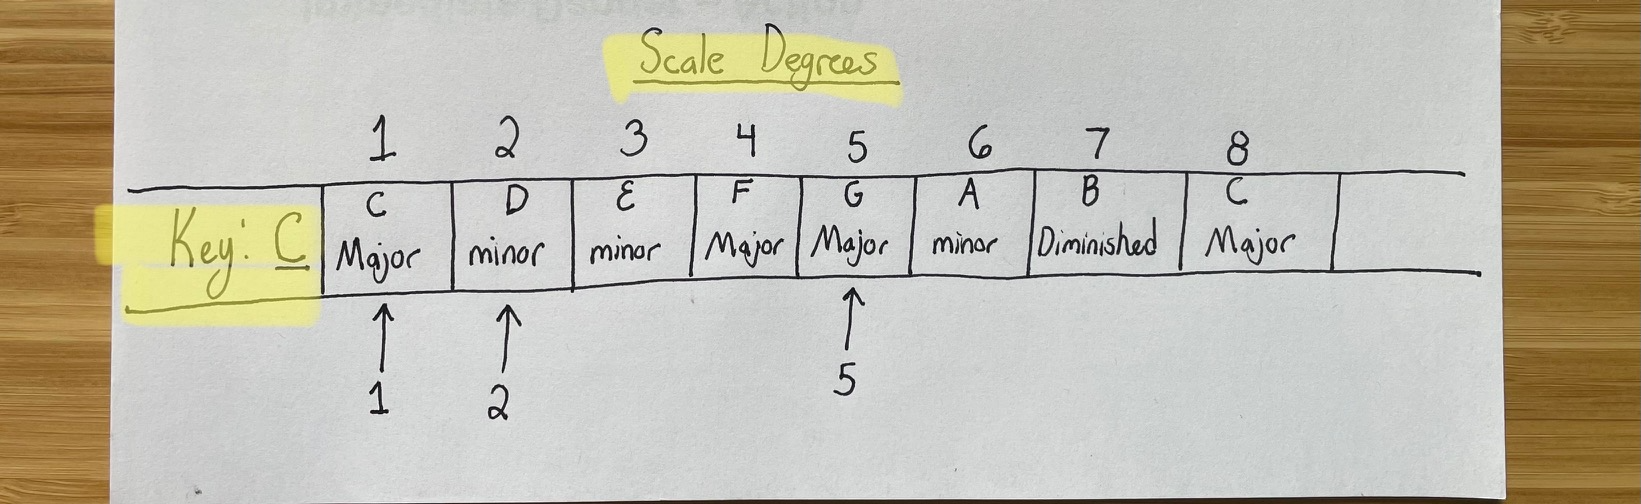 Scale Degrees
1 2 3 4 5 6 7 8
Key: C C D E F G A B C
Major minor minor Major Major minor Diminished Major
1 2 5